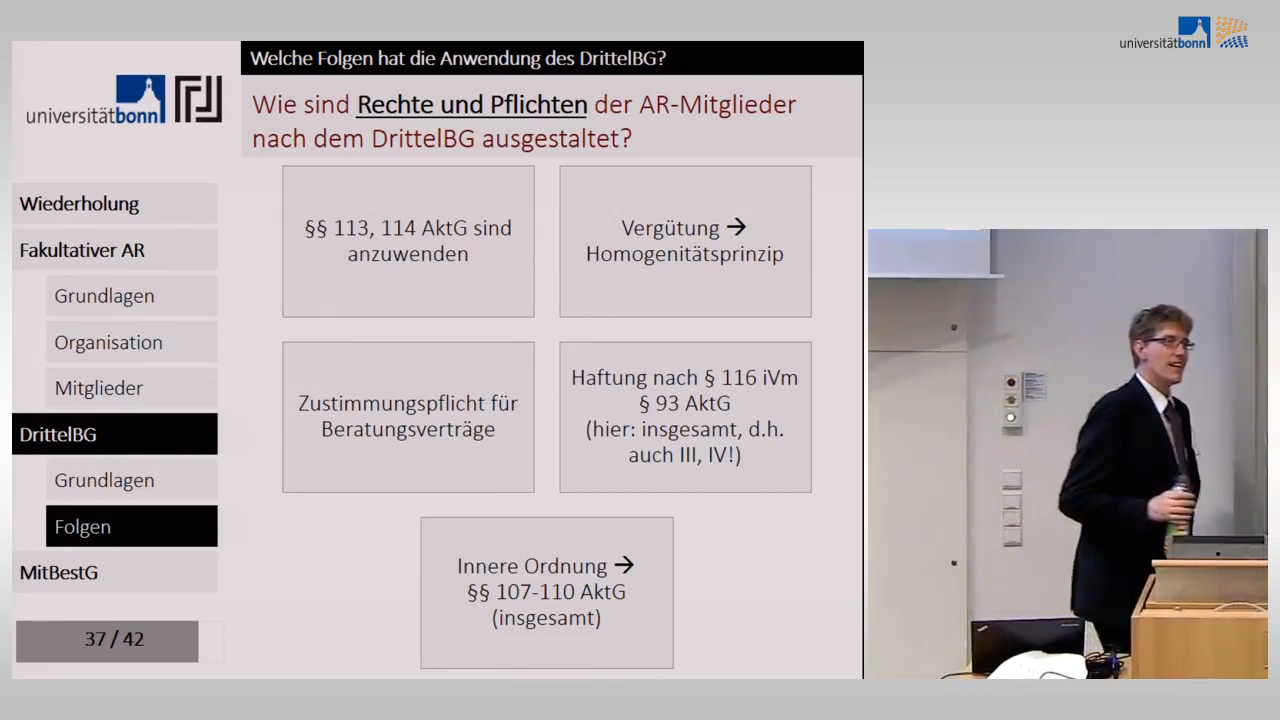 universitätbonn
Welche Folgen hat die Anwendung des DrittelBG?
universitätbonn
Wie sind Rechte und Pflichten der AR-Mitglieder
nach dem DrittelBG ausgestaltet?
Wiederholung
Fakultativer AR
Grundlagen
Organisation
Mitglieder
DrittelBG
Grundlagen
Folgen
MitBestG
37 / 42
§§ 113, 114 AktG sind
anzuwenden
Vergütung →
Homogenitätsprinzip
Zustimmungspflicht für
Beratungsverträge
Haftung nach § 116 iVm
§ 93 AktG
(hier: insgesamt, d.h.
auch III, IV!)
Innere Ordnung →
§§ 107-110 AktG
(insgesamt)